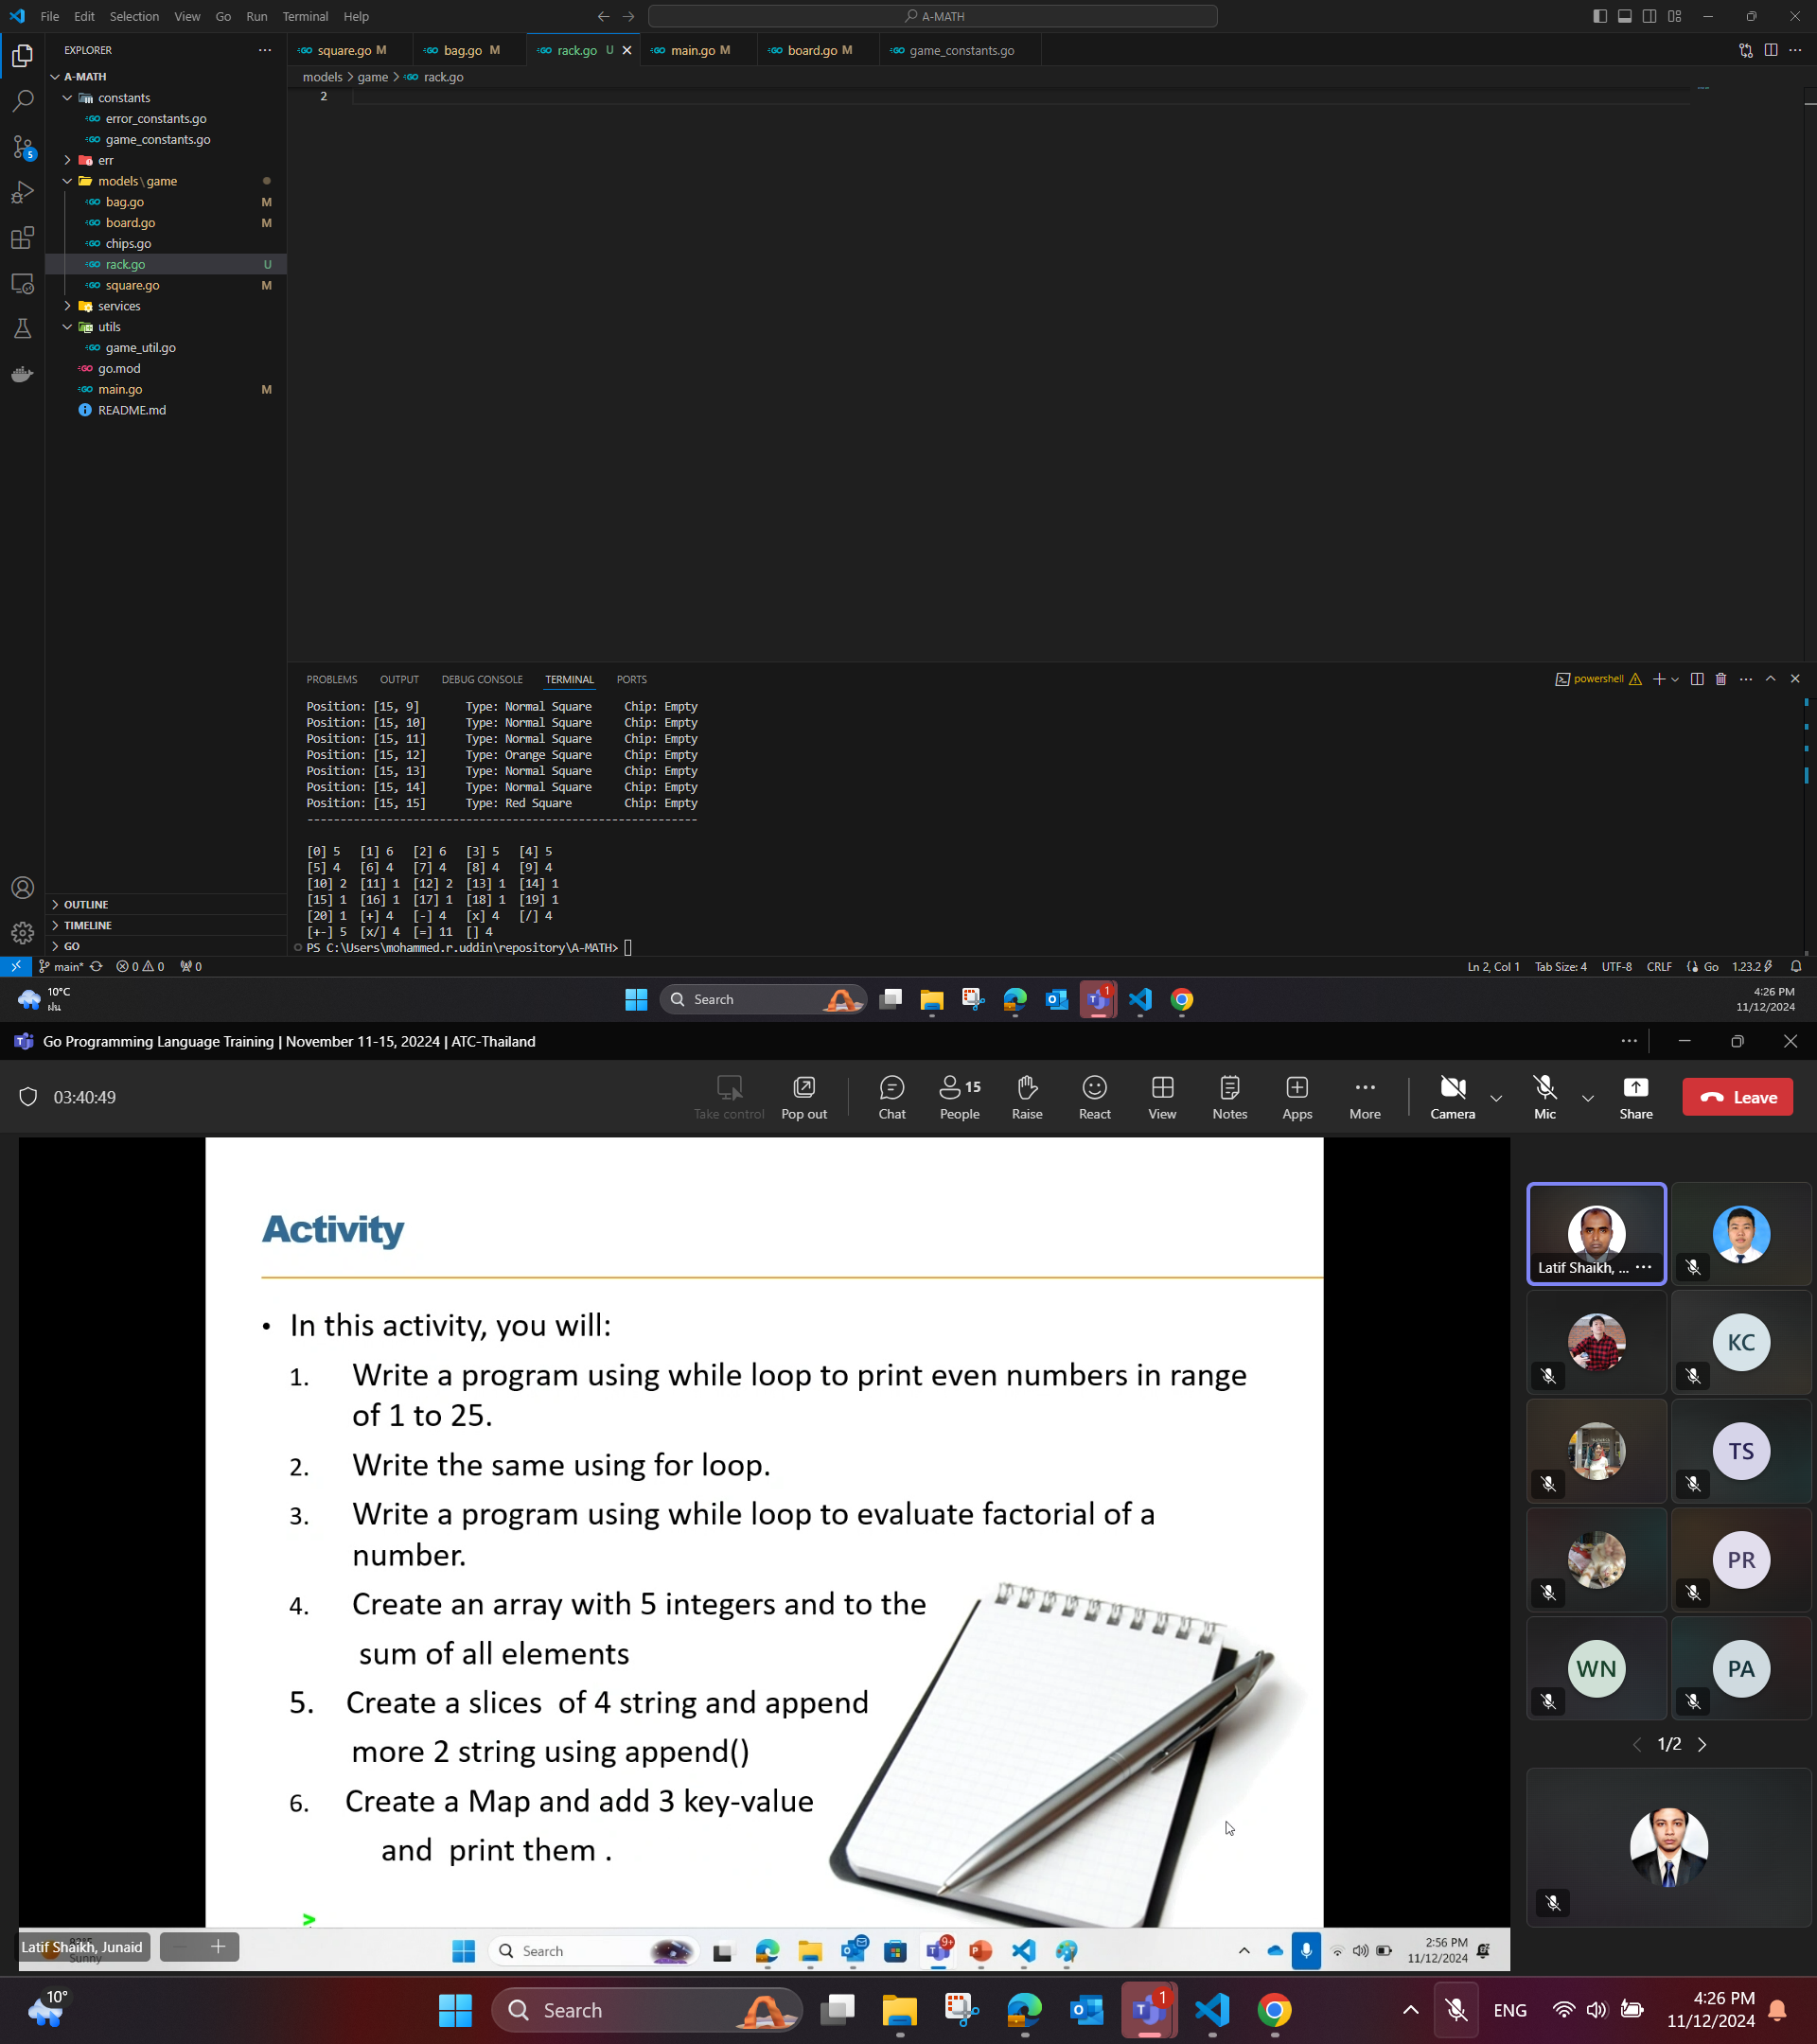 File Edit Selection View Go Run Terminal Help
A-MATH
EXPLORER
square.go M bag.go M rack.go U main.go M board.go M game_constants.go
models > game > rack.go
2
A-MATH
constants
error_constants.go
game_constants.go
err
models\game
bag.go M
board.go M
chips.go
rack.go U
square.go M
services
utils
game_util.go
go.mod
main.go M
README.md
OUTLINE
TIMELINE
GO
5
PROBLEMS OUTPUT DEBUG CONSOLE TERMINAL PORTS
powershell
Position: [15, 9] Type: Normal Square Chip: Empty
Position: [15, 10] Type: Normal Square Chip: Empty
Position: [15, 11] Type: Normal Square Chip: Empty
Position: [15, 12] Type: Orange Square Chip: Empty
Position: [15, 13] Type: Normal Square Chip: Empty
Position: [15, 14] Type: Normal Square Chip: Empty
Position: [15, 15] Type: Red Square Chip: Empty
----------------------------------------------------------
[0] 5 [1] 6 [2] 6 [3] 5 [4] 5
[5] 4 [6] 4 [7] 4 [8] 4 [9] 4
[10] 2 [11] 1 [12] 2 [13] 1 [14] 1
[15] 1 [16] 1 [17] 1 [18] 1 [19] 1
[20] 1 [+] 4 [-] 4 [x] 4 [/] 4
[+-] 5 [x/] 4 [=] 11 [] 4
PS C:\Users\mohammed.r.uddin\repository\A-MATH>
main* 0 0 0
Ln 2, Col 1 Tab Size: 4 UTF-8 CRLF Go 1.23.2
10°C
ฝน
Search
1
4:26 PM
11/12/2024
Go Programming Language Training | November 11-15, 20224 | ATC-Thailand
03:40:49
Take control Pop out Chat People 15 Raise React View Notes Apps More Camera Mic Share Leave
Activity
• In this activity, you will:
1. Write a program using while loop to print even numbers in range
of 1 to 25.
2. Write the same using for loop.
3. Write a program using while loop to evaluate factorial of a
number.
4. Create an array with 5 integers and to the
sum of all elements
5. Create a slices of 4 string and append
more 2 string using append()
6. Create a Map and add 3 key-value
and print them .
>
Latif Shaikh, ...
KC
TS
PR
WN
PA
1/2
Latif Shaikh, Junaid
Sunny
Search
9+
2:56 PM
11/12/2024
10°
Search
1
ENG
4:26 PM
11/12/2024